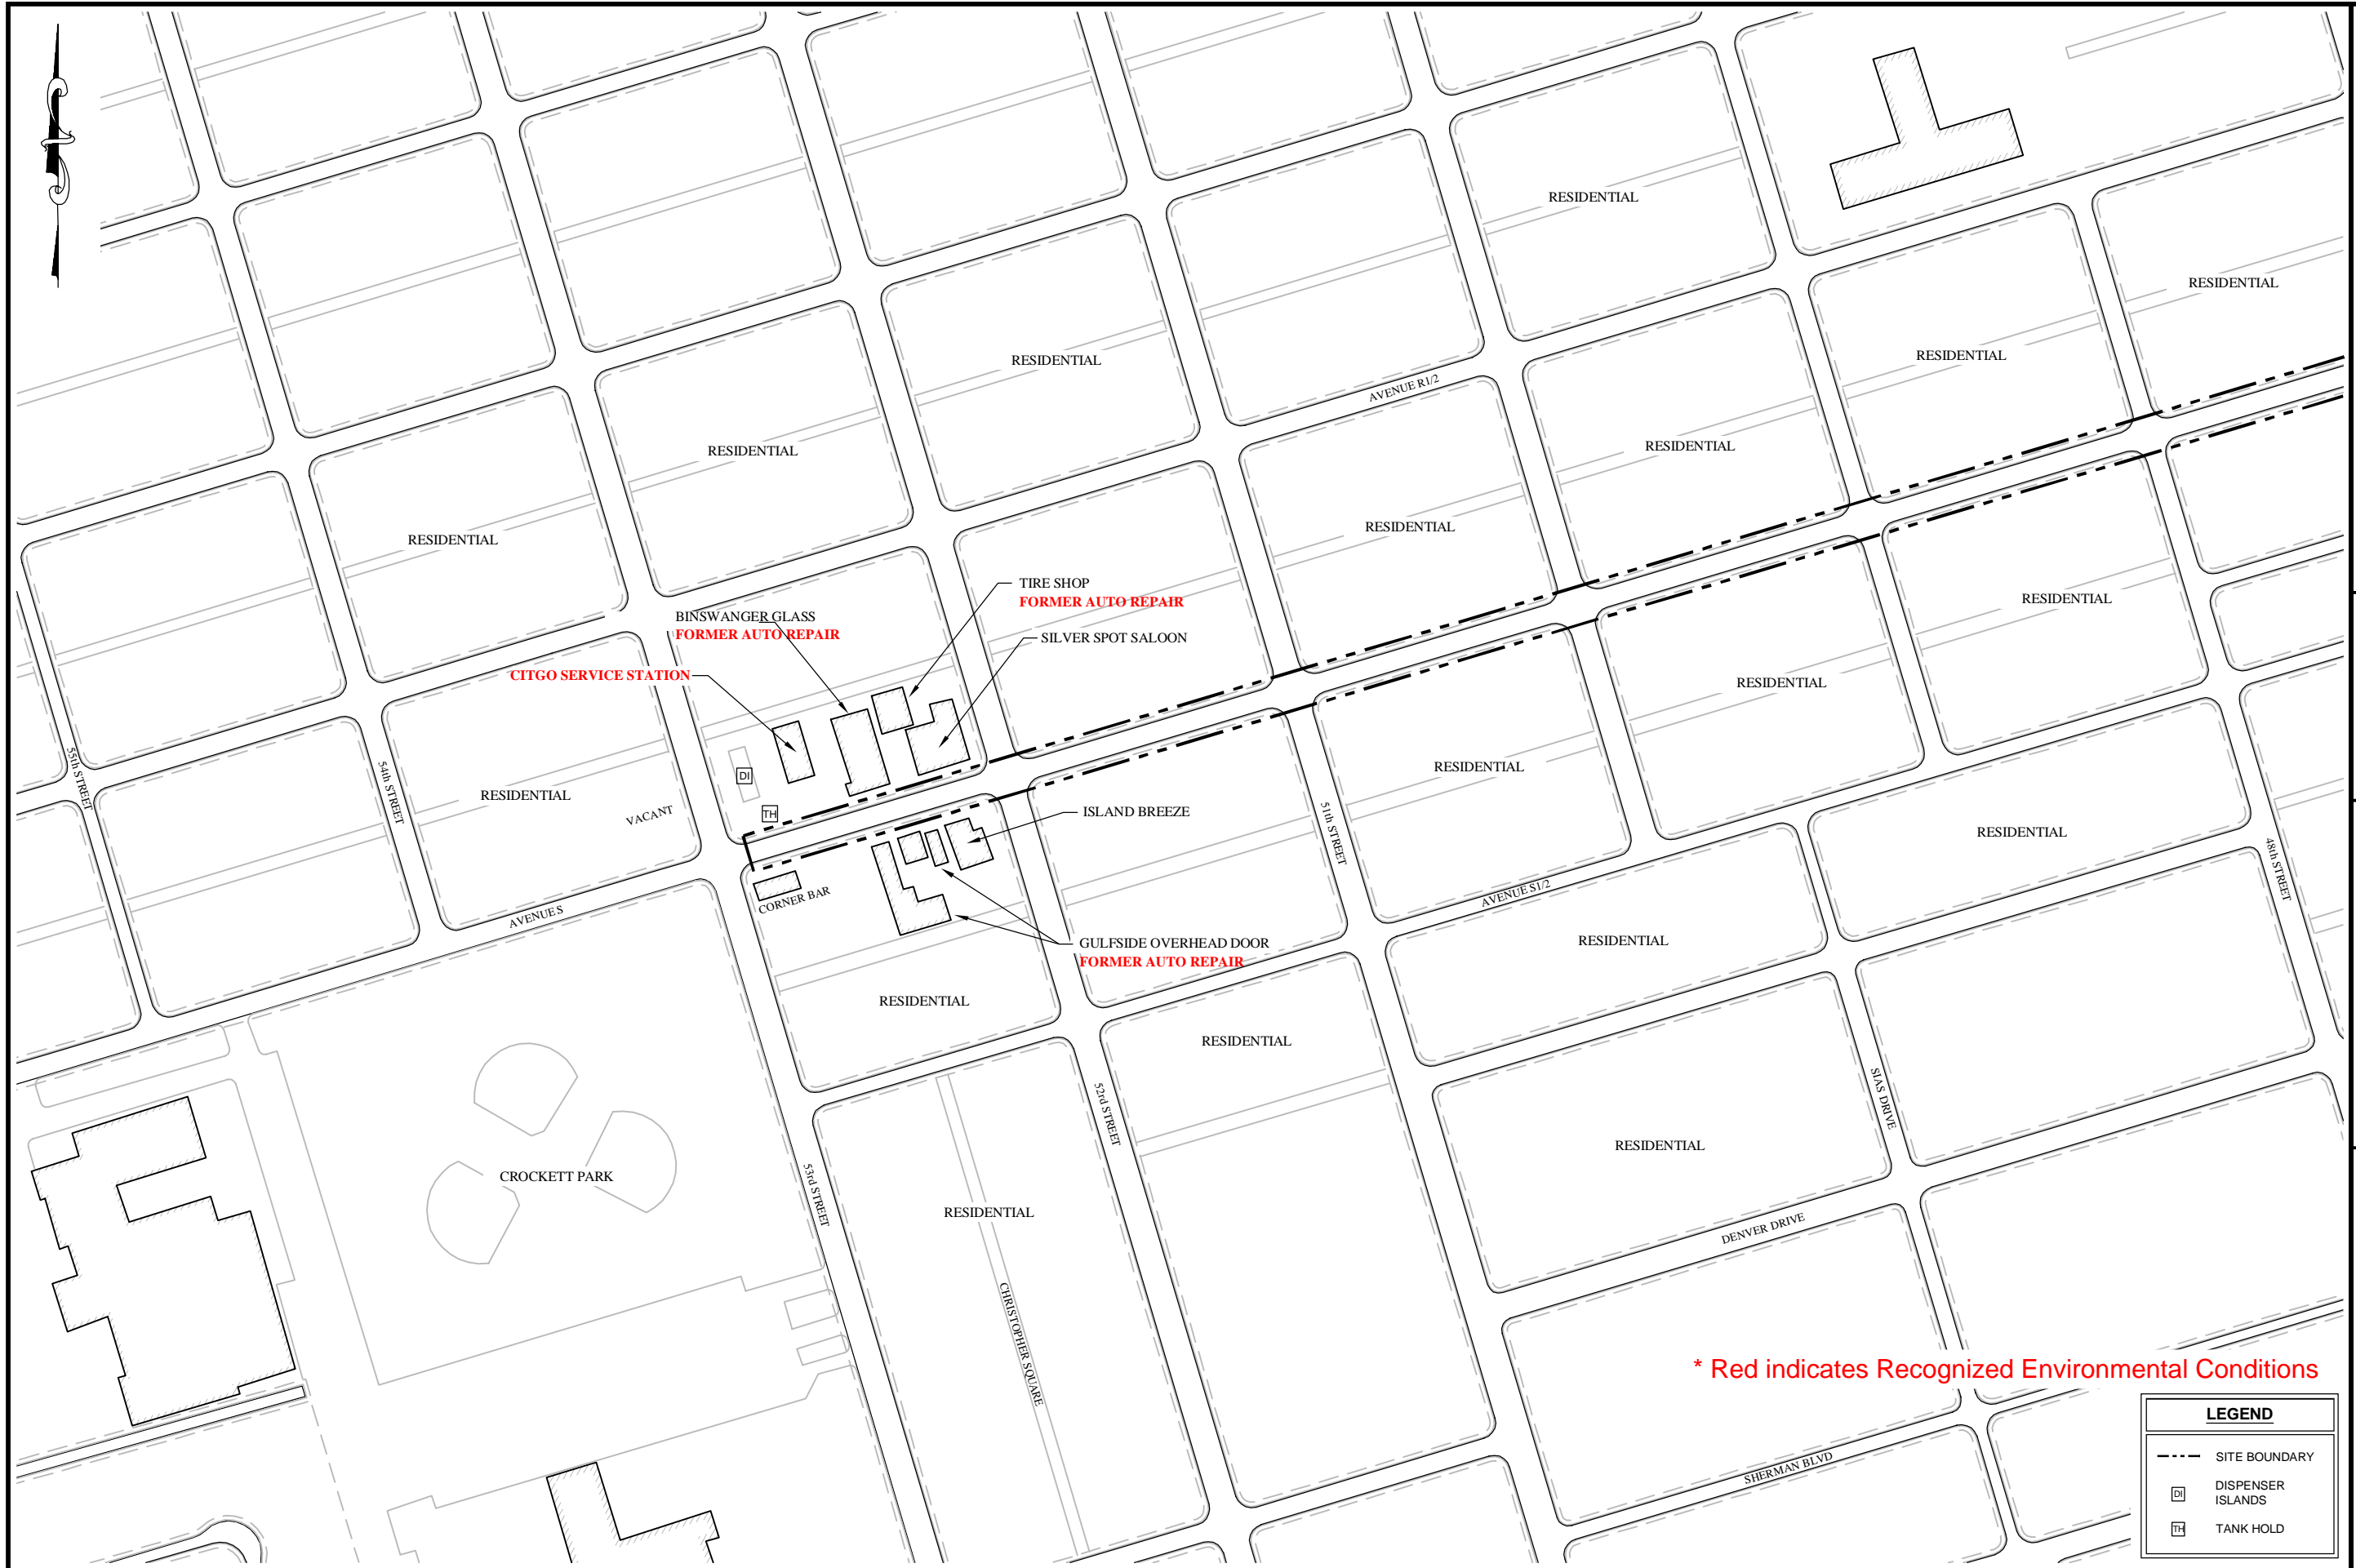 RESIDENTIAL
RESIDENTIAL
RESIDENTIAL
RESIDENTIAL
AVENUE R1/2
RESIDENTIAL
RESIDENTIAL
RESIDENTIAL
RESIDENTIAL
TIRE SHOP
FORMER AUTO REPAIR
BINSWANGER GLASS
FORMER AUTO REPAIR
SILVER SPOT SALOON
CITGO SERVICE STATION
RESIDENTIAL
RESIDENTIAL
RESIDENTIAL
55th STREET
54th STREET
RESIDENTIAL
VACANT
DI
TH
ISLAND BREEZE
51th STREET
RESIDENTIAL
48th STREET
CORNER BAR
AVENUE S
AVENUE S1/2
GULFSIDE OVERHEAD DOOR
FORMER AUTO REPAIR
RESIDENTIAL
RESIDENTIAL
RESIDENTIAL
52rd STREET
SIAS DRIVE
RESIDENTIAL
CROCKETT PARK
53rd STREET
RESIDENTIAL
DENVER DRIVE
CHRISTOPHER SQUARE
* Red indicates Recognized Environmental Conditions
SHERMAN BLVD
LEGEND
SITE BOUNDARY
DI DISPENSER
ISLANDS
TH TANK HOLD